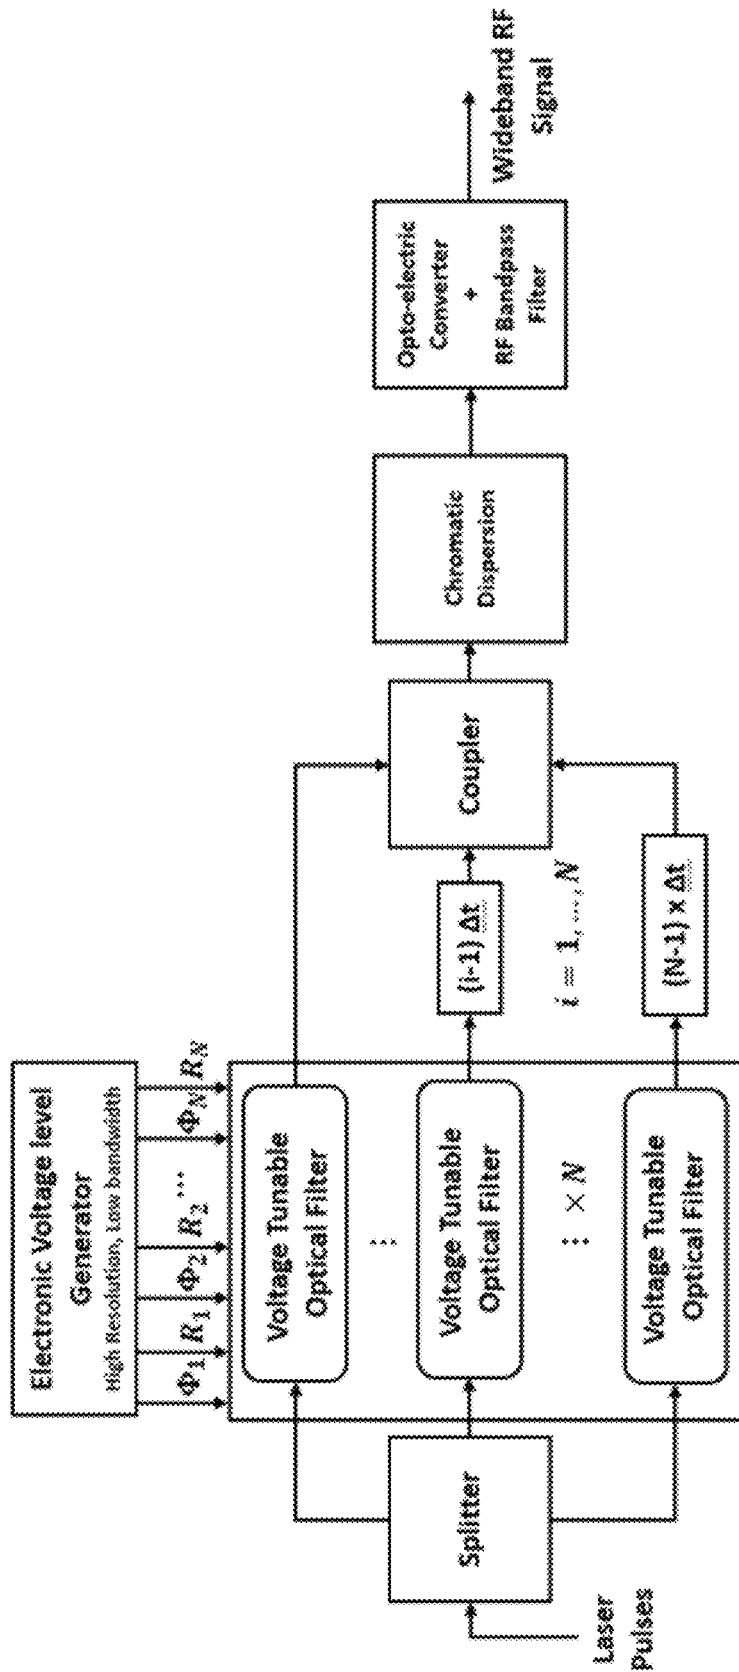 Electronic Voltage level
Generator
High Resolution, Low bandwidth
Φ₁ R₁ Φ₂ R₂ ⋯ Φ_N R_N
Laser
Pulses
Splitter
Voltage Tunable
Optical Filter
⋮
Voltage Tunable
Optical Filter
⋮ × N
Voltage Tunable
Optical Filter
(i-1) Δt
i = 1, ..., N
(N-1) x Δt
Coupler
Chromatic
Dispersion
Opto-electric
Converter
+
RF Bandpass
Filter
Wideband RF
Signal